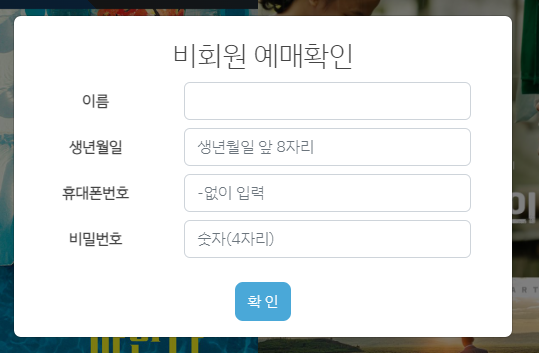 비회원 예매확인
이름
생년월일 생년월일 앞 8자리
휴대폰번호 -없이 입력
비밀번호 숫자(4자리)
확 인